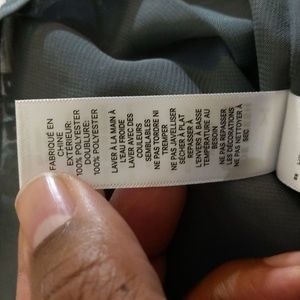 FABRIQUÉ EN
CHINE
EXTÉRIEUR:
100% POLYESTER
DOUBLURE:
100% POLYESTER
LAVER À LA MAIN À
L'EAU FROIDE
LAVER AVEC DES
COULEURS
SEMBLABLES
NE PAS TORDRE NI
TREMPER
NE PAS JAVELLISER
SÉCHER À PLAT
REPASSER À
L'ENVERS À BASSE
TEMPÉRATURE AU
BESOIN
NE PAS REPASSER
LES DÉCORATIONS
NE PAS NETTOYER À
SEC